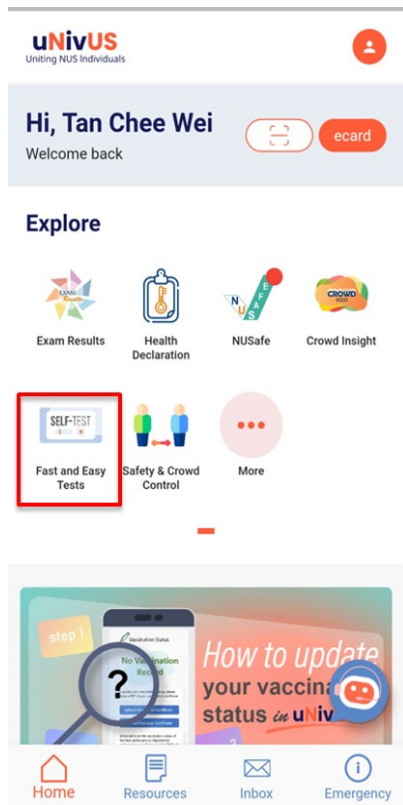 uNivUS
Uniting NUS Individuals
Hi, Tan Chee Wei
Welcome back
ecard
Explore
EXAM
Results
Exam Results
Health
Declaration
N
U
S
A
F
E
NUSafe
CROWD
Crowd Insight
SELF-TEST
Fast and Easy
Tests
Safety & Crowd
Control
More
step 1
Vaccination Status
No Vaccination
Record
?
How to update
your vaccina
status in uNiv
Home
Resources
Inbox
Emergency